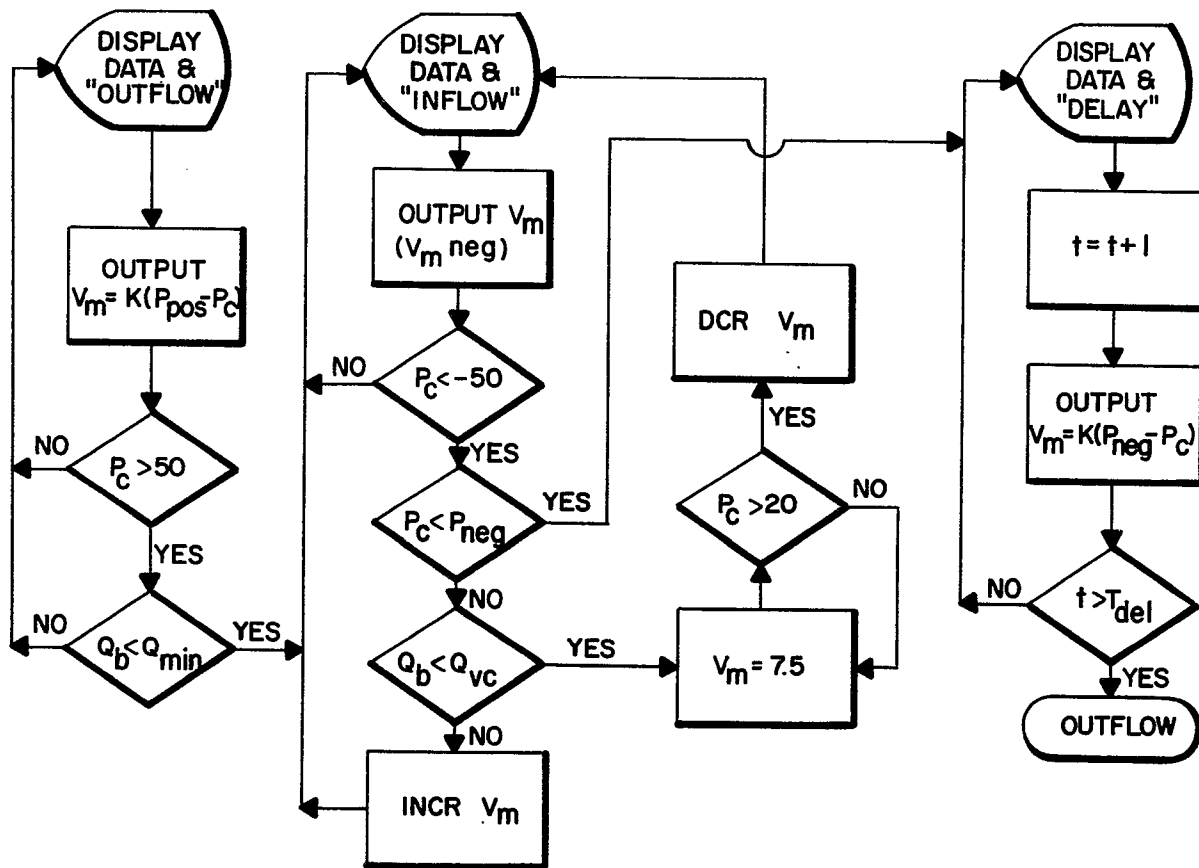 DISPLAY
DATA &
"OUTFLOW"
OUTPUT
Vm = K(Ppos-Pc)
NO
Pc >50
YES
NO
Qb < Qmin
YES
DISPLAY
DATA &
"INFLOW"
OUTPUT Vm
(Vm neg)
NO
Pc<-50
YES
Pc < Pneg
YES
NO
Qb < Qvc
YES
NO
INCR Vm
DCR Vm
YES
Pc >20
NO
Vm = 7.5
DISPLAY
DATA &
"DELAY"
t = t + 1
OUTPUT
Vm=K(Pneg-Pc)
NO
t>Tdel
YES
OUTFLOW